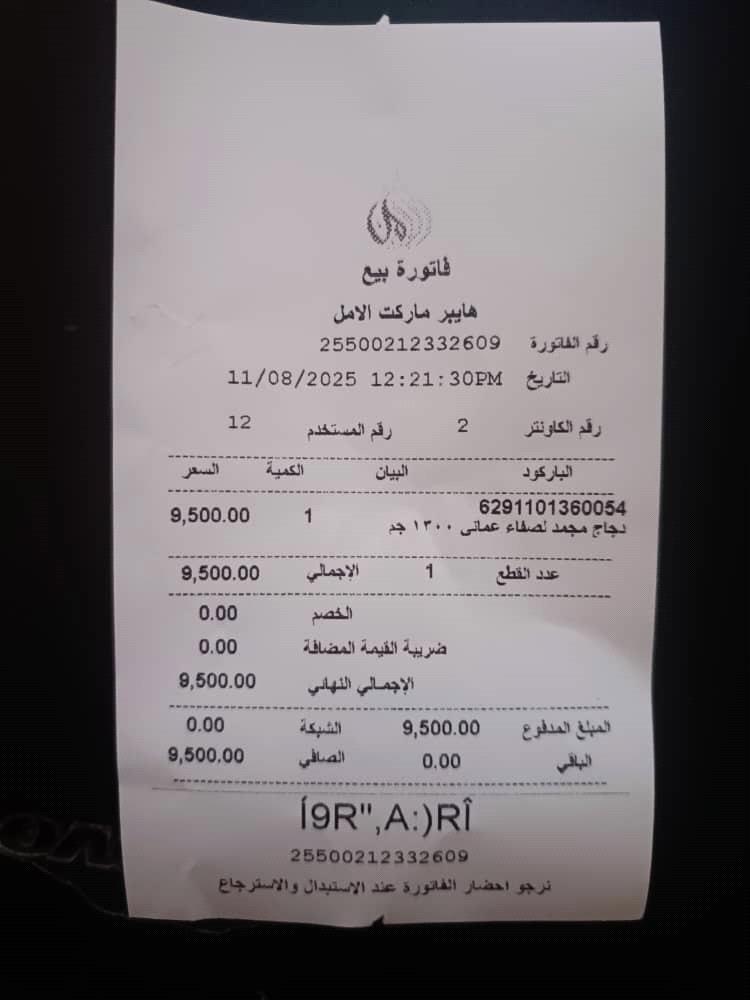 فاتورة بيع
هايبر ماركت الامل
رقم الفاتورة 25500212332609
التاريخ 11/08/2025 12:21:30PM
رقم الكاونتر 2 رقم المستخدم 12
الباركود البيان الكمية السعر
6291101360054
دجاج مجمد لصفاء عمانى ١٣٠٠ جم 1 9,500.00
عدد القطع 1 الإجمالي 9,500.00
الخصم 0.00
ضريبة القيمة المضافة 0.00
الإجمالي النهائي 9,500.00
المبلغ المدفوع 9,500.00 الشبكة 0.00
الباقي 0.00 الصافي 9,500.00
Í9R",A:)RÎ
25500212332609
نرجو احضار الفاتورة عند الاستبدال والاسترجاع